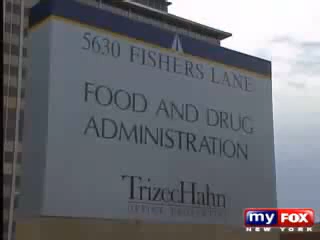 5630 FISHERS LANE
FOOD AND DRUG
ADMINISTRATION
TrizecHahn
OFFICE PROPERTIES
my FOX
NEW YORK